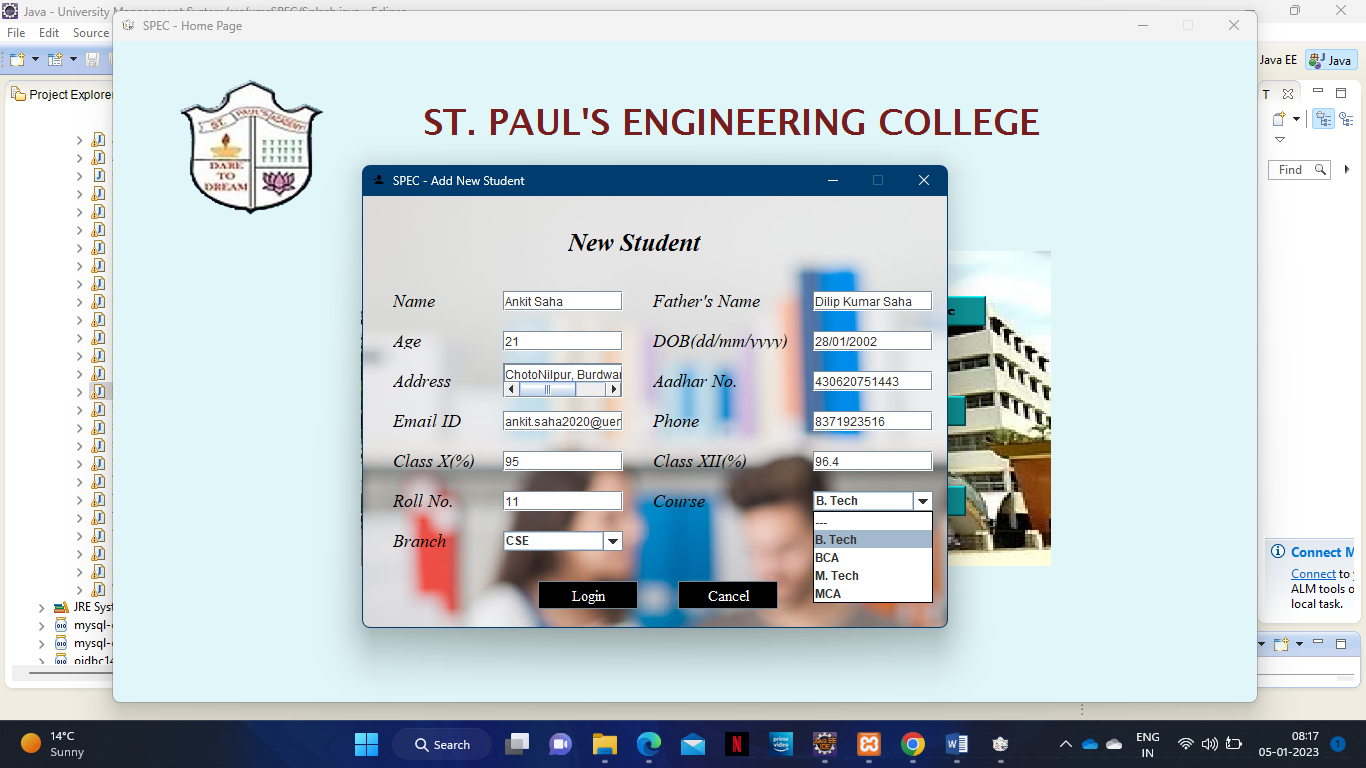 Java - University Management System/src/umsSPEC/Splash.java - Eclipse
SPEC - Home Page
File Edit Source
Java EE Java
Project Explorer
ST. PAUL'S ENGINEERING COLLEGE
ST. PAUL'S ACADEMY
DARE
TO
DREAM
Find
SPEC - Add New Student
New Student
Name Ankit Saha Father's Name Dilip Kumar Saha
Age 21 DOB(dd/mm/yyyy) 28/01/2002
Address ChotoNilpur, Burdwan Aadhar No. 430620751443
Email ID ankit.saha2020@uem Phone 8371923516
Class X(%) 95 Class XII(%) 96.4
Roll No. 11 Course B. Tech
---
Branch CSE B. Tech
BCA
M. Tech
MCA
Login Cancel
Connect M
Connect to
ALM tools o
local task.
JRE Syst
mysql-c
mysql-c
ojdbc14
14°C
Sunny
Search
prime
video
Java EE
IDE
ENG
IN
08:17
05-01-2023
1